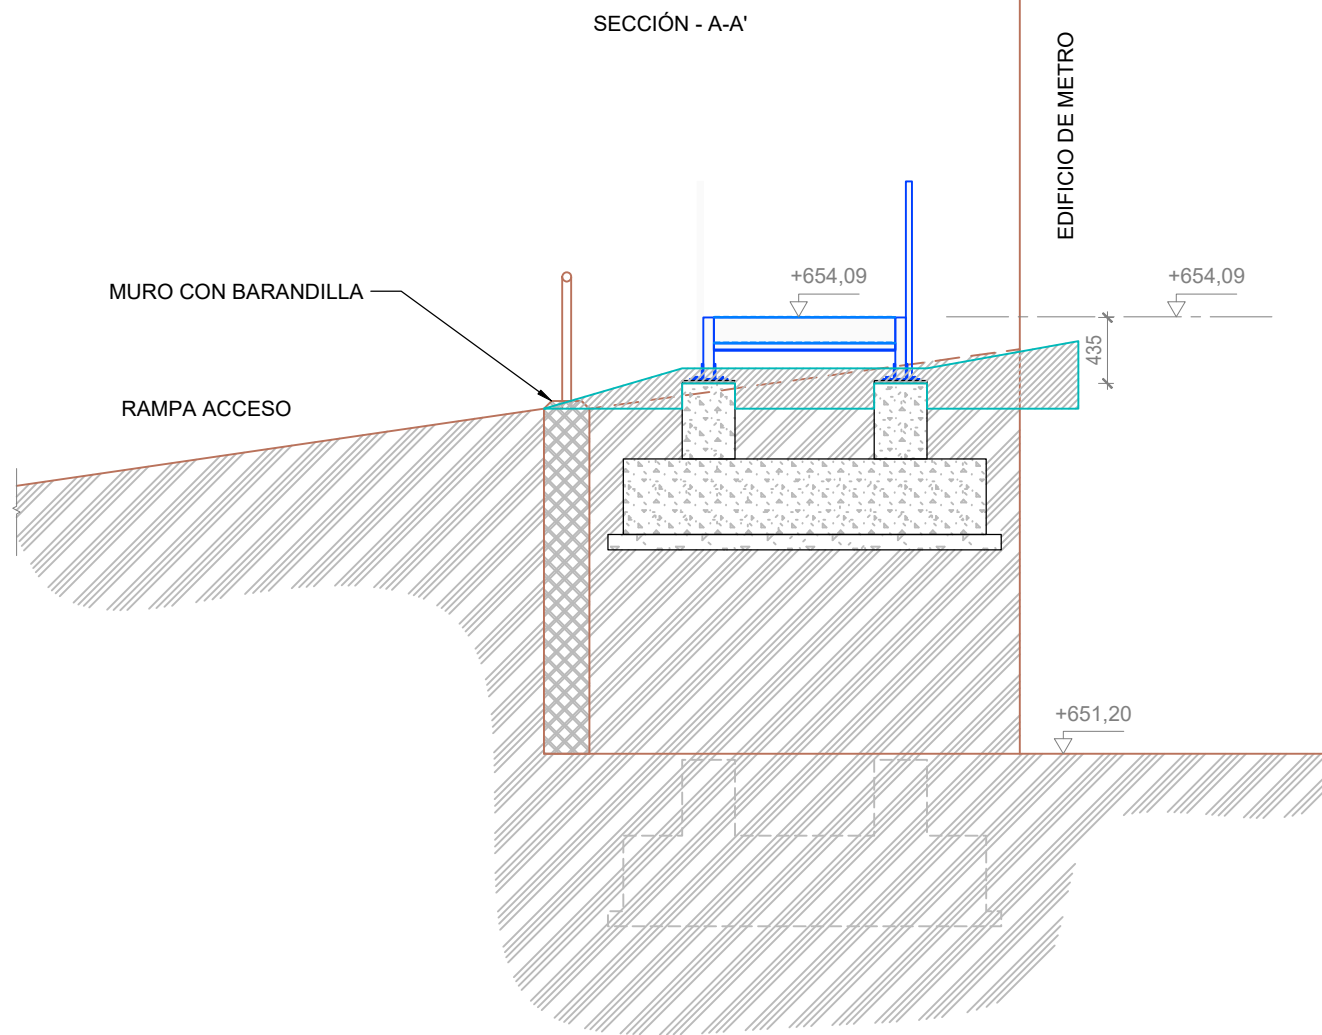 SECCIÓN - A-A'
EDIFICIO DE METRO
+654,09
+654,09
MURO CON BARANDILLA
435
RAMPA ACCESO
+651,20